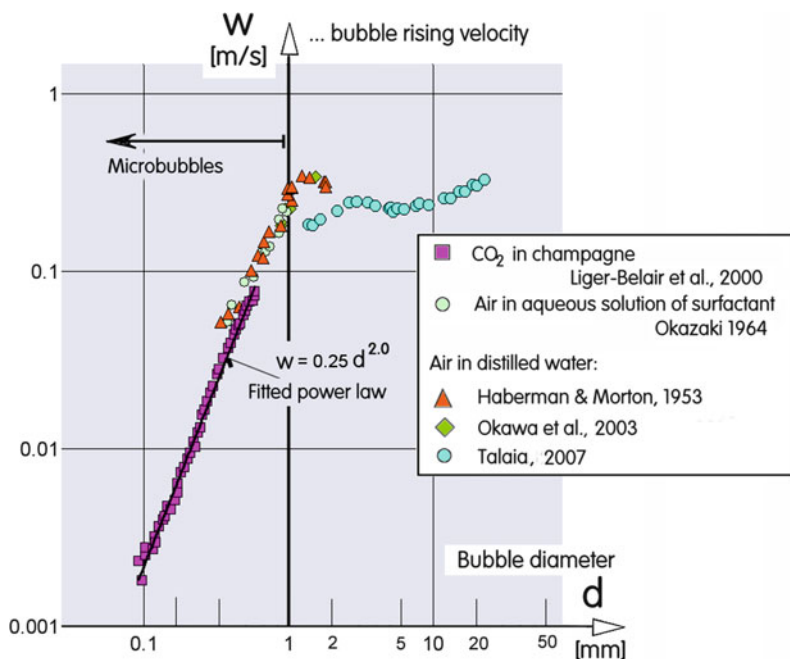 W
[m/s]
... bubble rising velocity
1
Microbubbles
0.1
CO2 in champagne
Liger-Belair et al., 2000
Air in aqueous solution of surfactant
Okazaki 1964
w = 0.25 d^2.0
Fitted power law
Air in distilled water:
Haberman & Morton, 1953
Okawa et al., 2003
Talaia, 2007
0.01
Bubble diameter
d
0.001
0.1 1 2 5 10 20 50
[mm]